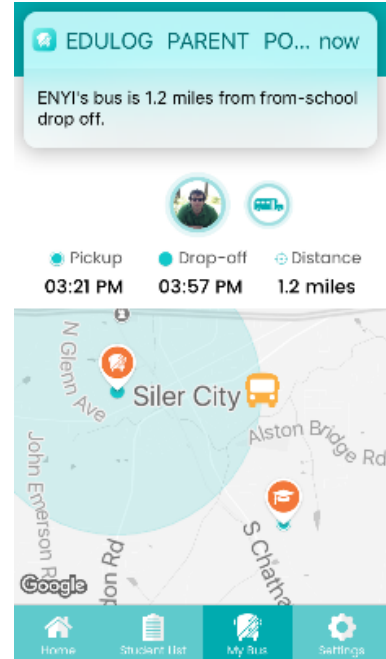 EDULOG PARENT PO... now
ENYI's bus is 1.2 miles from from-school
drop off.
Pickup
Drop-off
Distance
03:21 PM
03:57 PM
1.2 miles
N Glenn Ave
Siler City
Alston Bridge Rd
John Emerson R
S Chatha
don Rd
Google
Home
Student List
My Bus
Settings